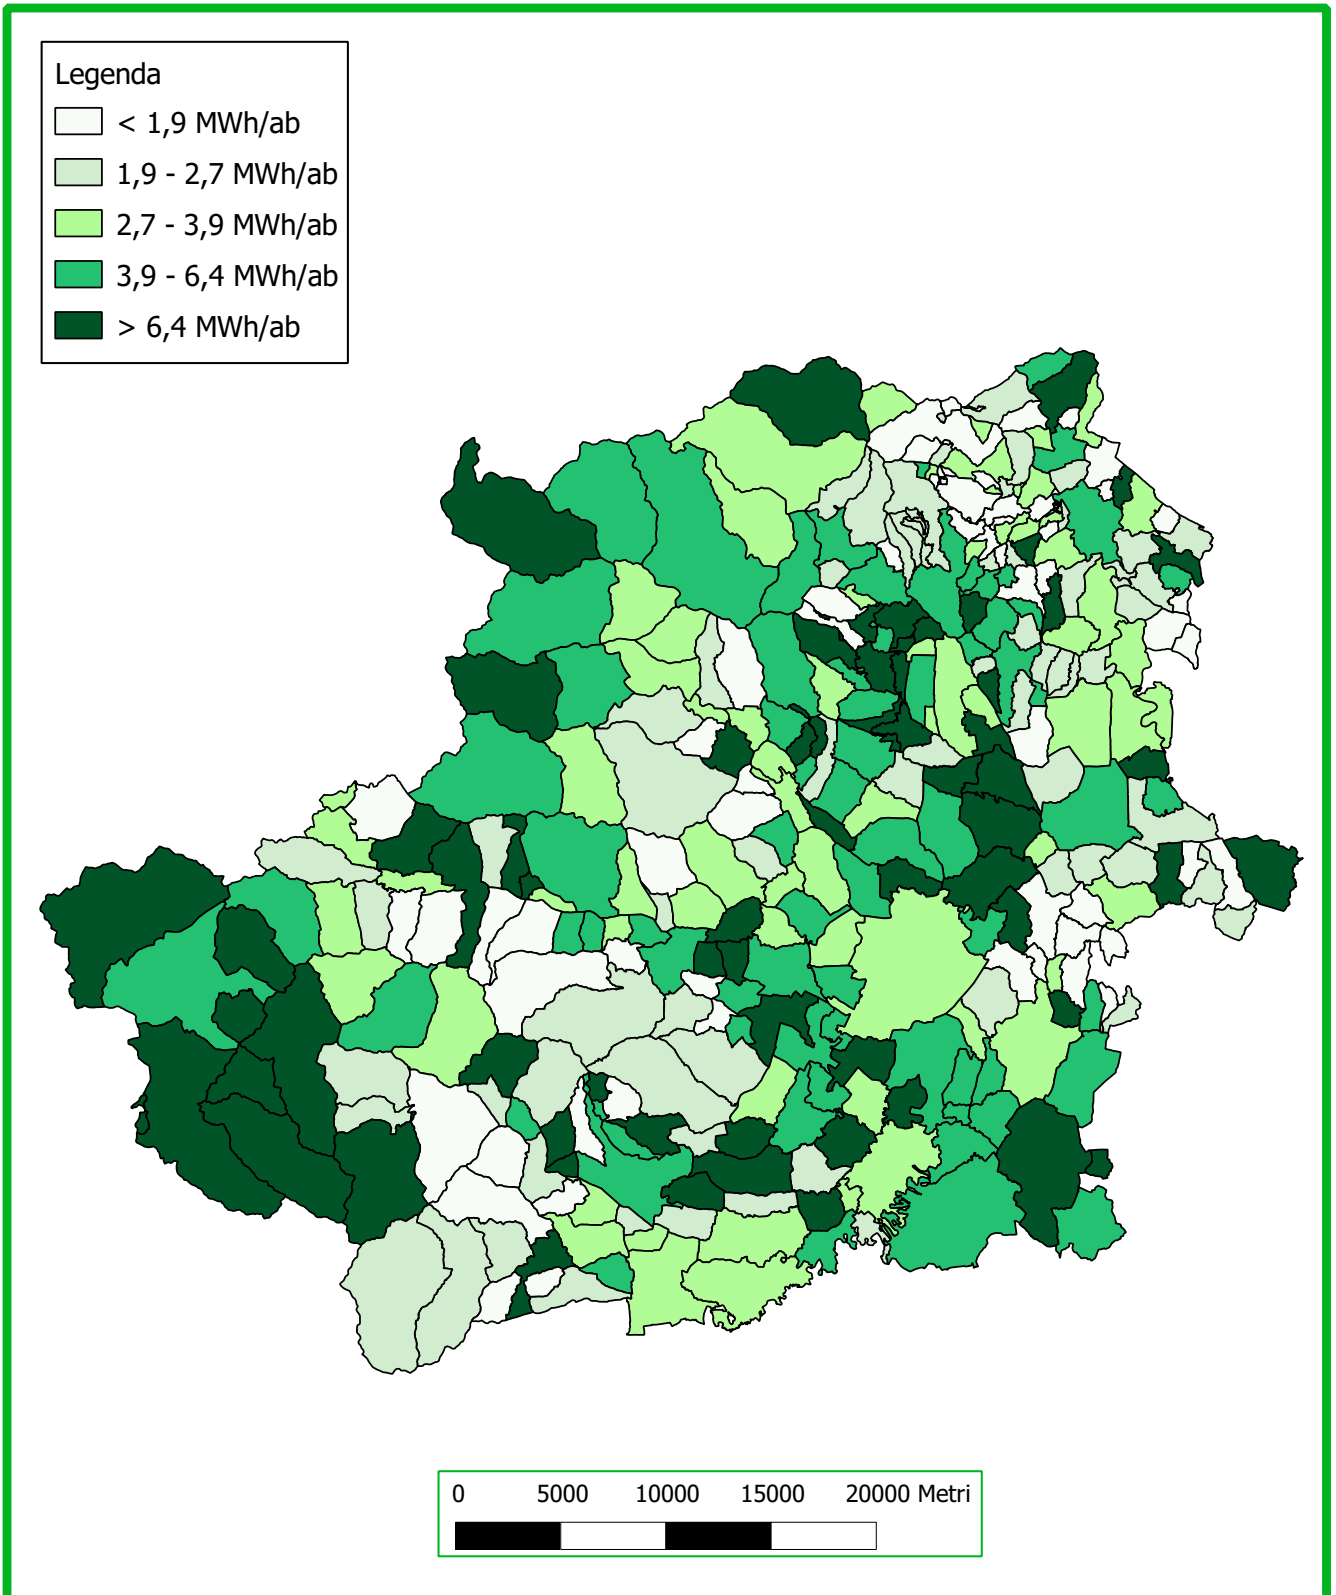 Legenda
< 1,9 MWh/ab
1,9 - 2,7 MWh/ab
2,7 - 3,9 MWh/ab
3,9 - 6,4 MWh/ab
> 6,4 MWh/ab
0 5000 10000 15000 20000 Metri